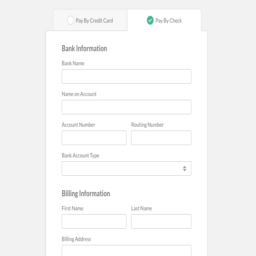 Pay By Credit Card Pay By Check
Bank Information
Bank Name
Name on Account
Account Number Routing Number
Bank Account Type
Billing Information
First Name Last Name
Billing Address